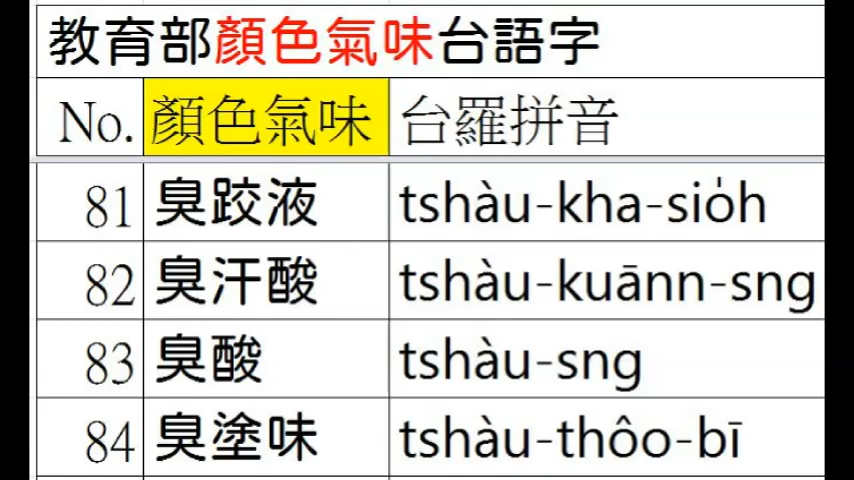 教育部顏色氣味台語字
No. 顏色氣味 台羅拼音
81 臭跤液 tshàu-kha-sio̍h
82 臭汗酸 tshàu-kuānn-sng
83 臭酸 tshàu-sng
84 臭塗味 tshàu-thôo-bī